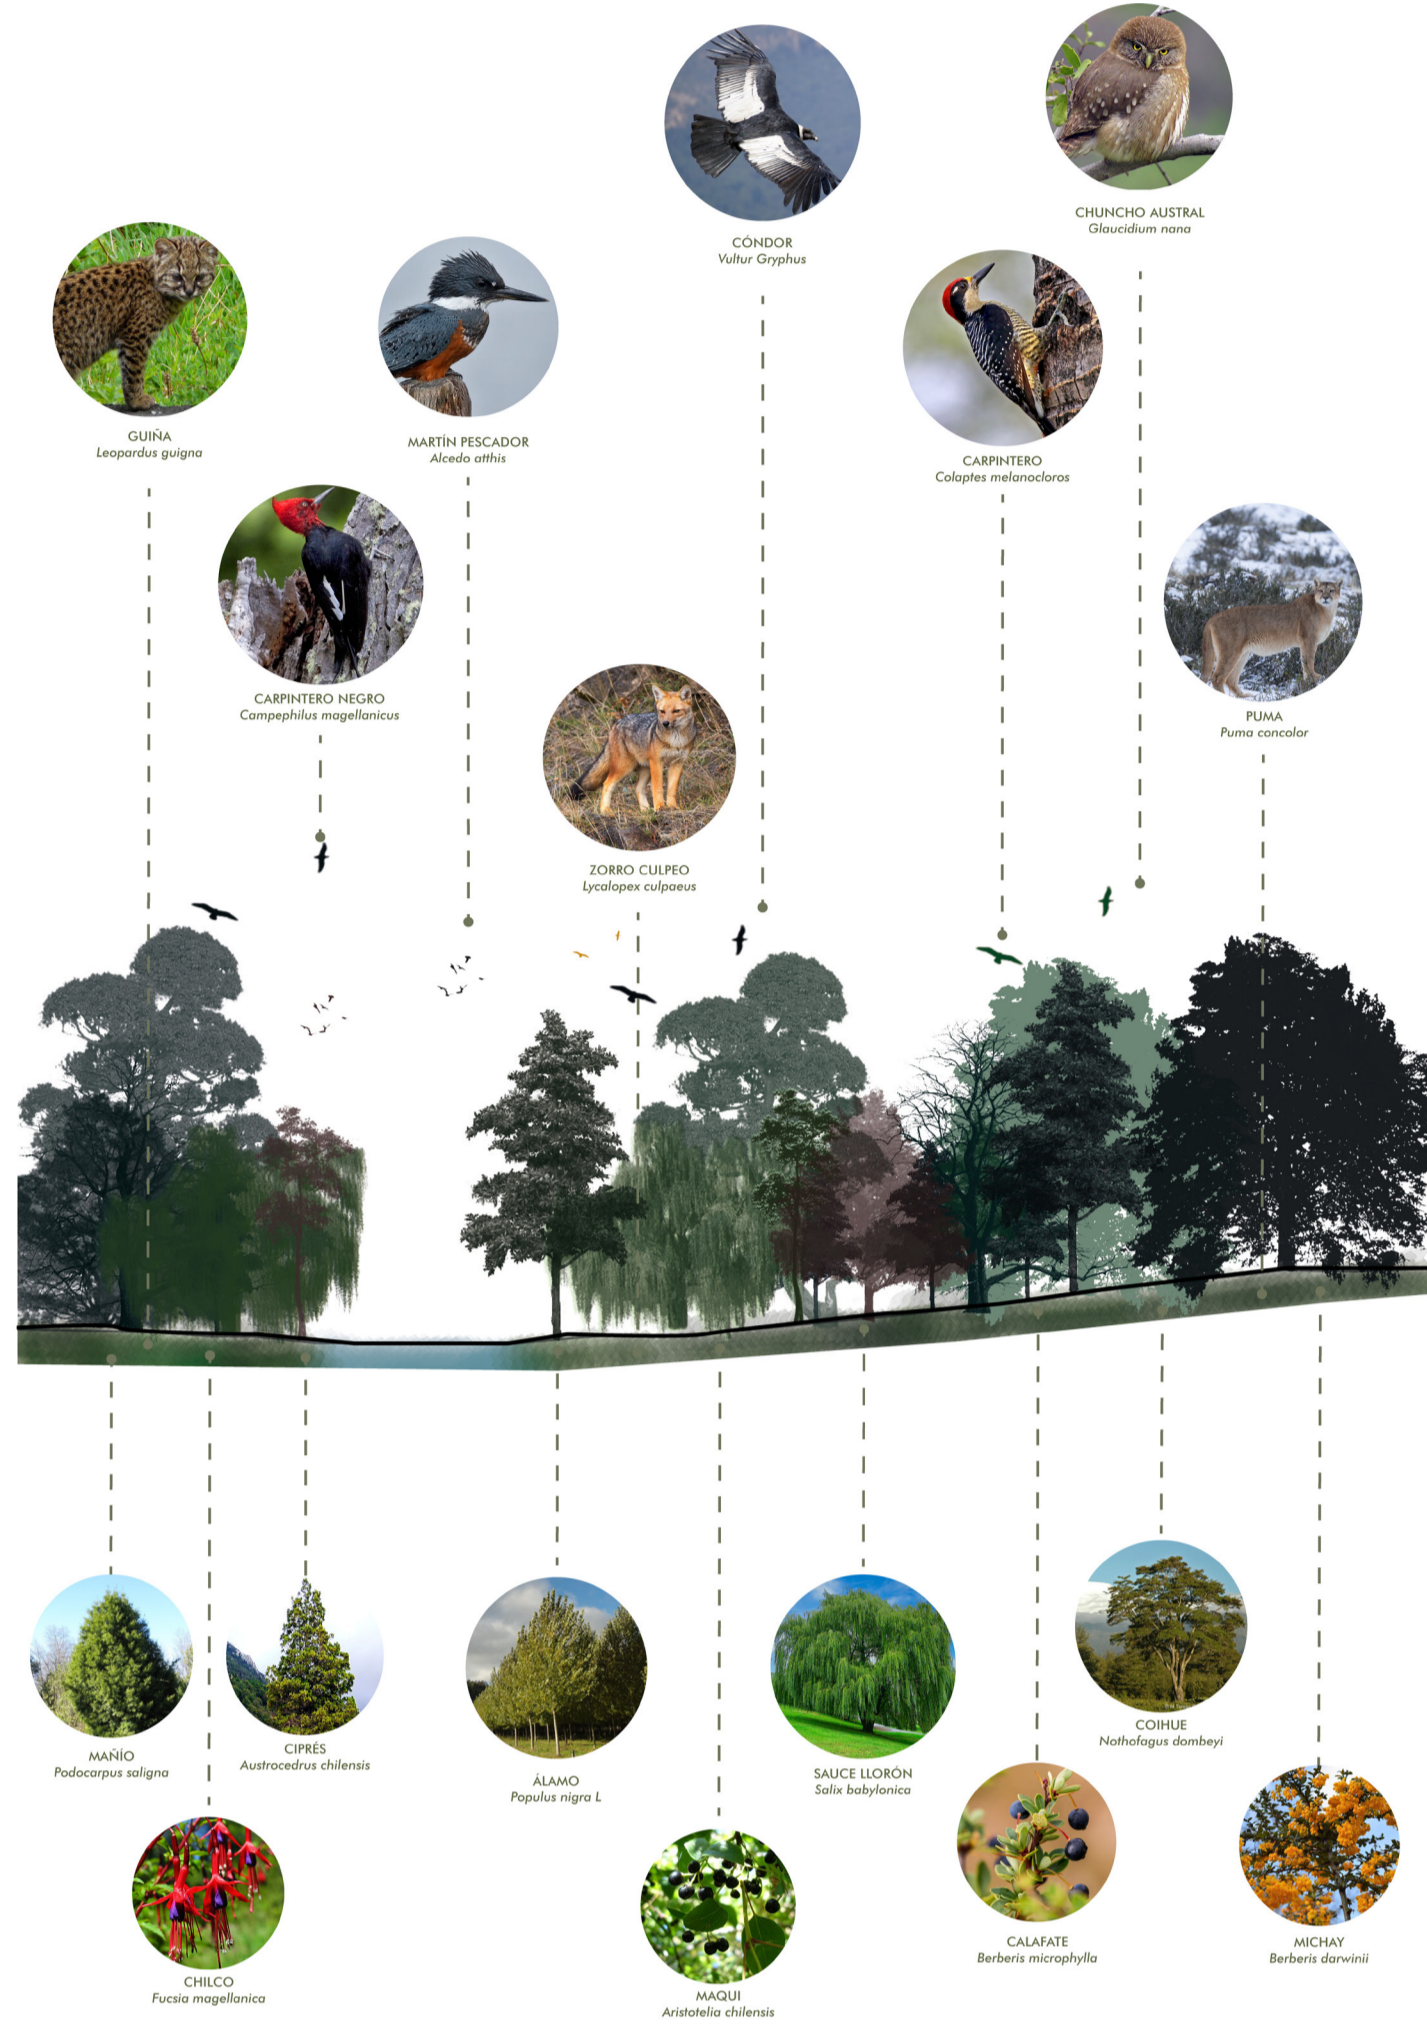 CHUNCHO AUSTRAL
Glaucidium nana
CÓNDOR
Vultur Gryphus
GUIÑA
Leopardus guigna
MARTÍN PESCADOR
Alcedo atthis
CARPINTERO
Colaptes melanocloros
CARPINTERO NEGRO
Campephilus magellanicus
PUMA
Puma concolor
ZORRO CULPEO
Lycalopex culpaeus
MAÑÍO
Podocarpus saligna
CIPRÉS
Austrocedrus chilensis
ÁLAMO
Populus nigra L
SAUCE LLORÓN
Salix babylonica
COIHUE
Nothofagus dombeyi
CHILCO
Fucsia magellanica
MAQUI
Aristotelia chilensis
CALAFATE
Berberis microphylla
MICHAY
Berberis darwinii